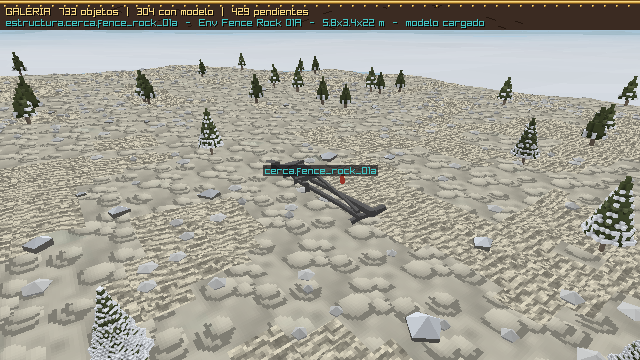 GALERIA  733 objetos | 304 con modelo | 429 pendientes
estructura.cerca.fence_rock_01a - Env Fence Rock 01A - 5.8x3.4x22 m - modelo cargado
cerca.fence_rock_01a